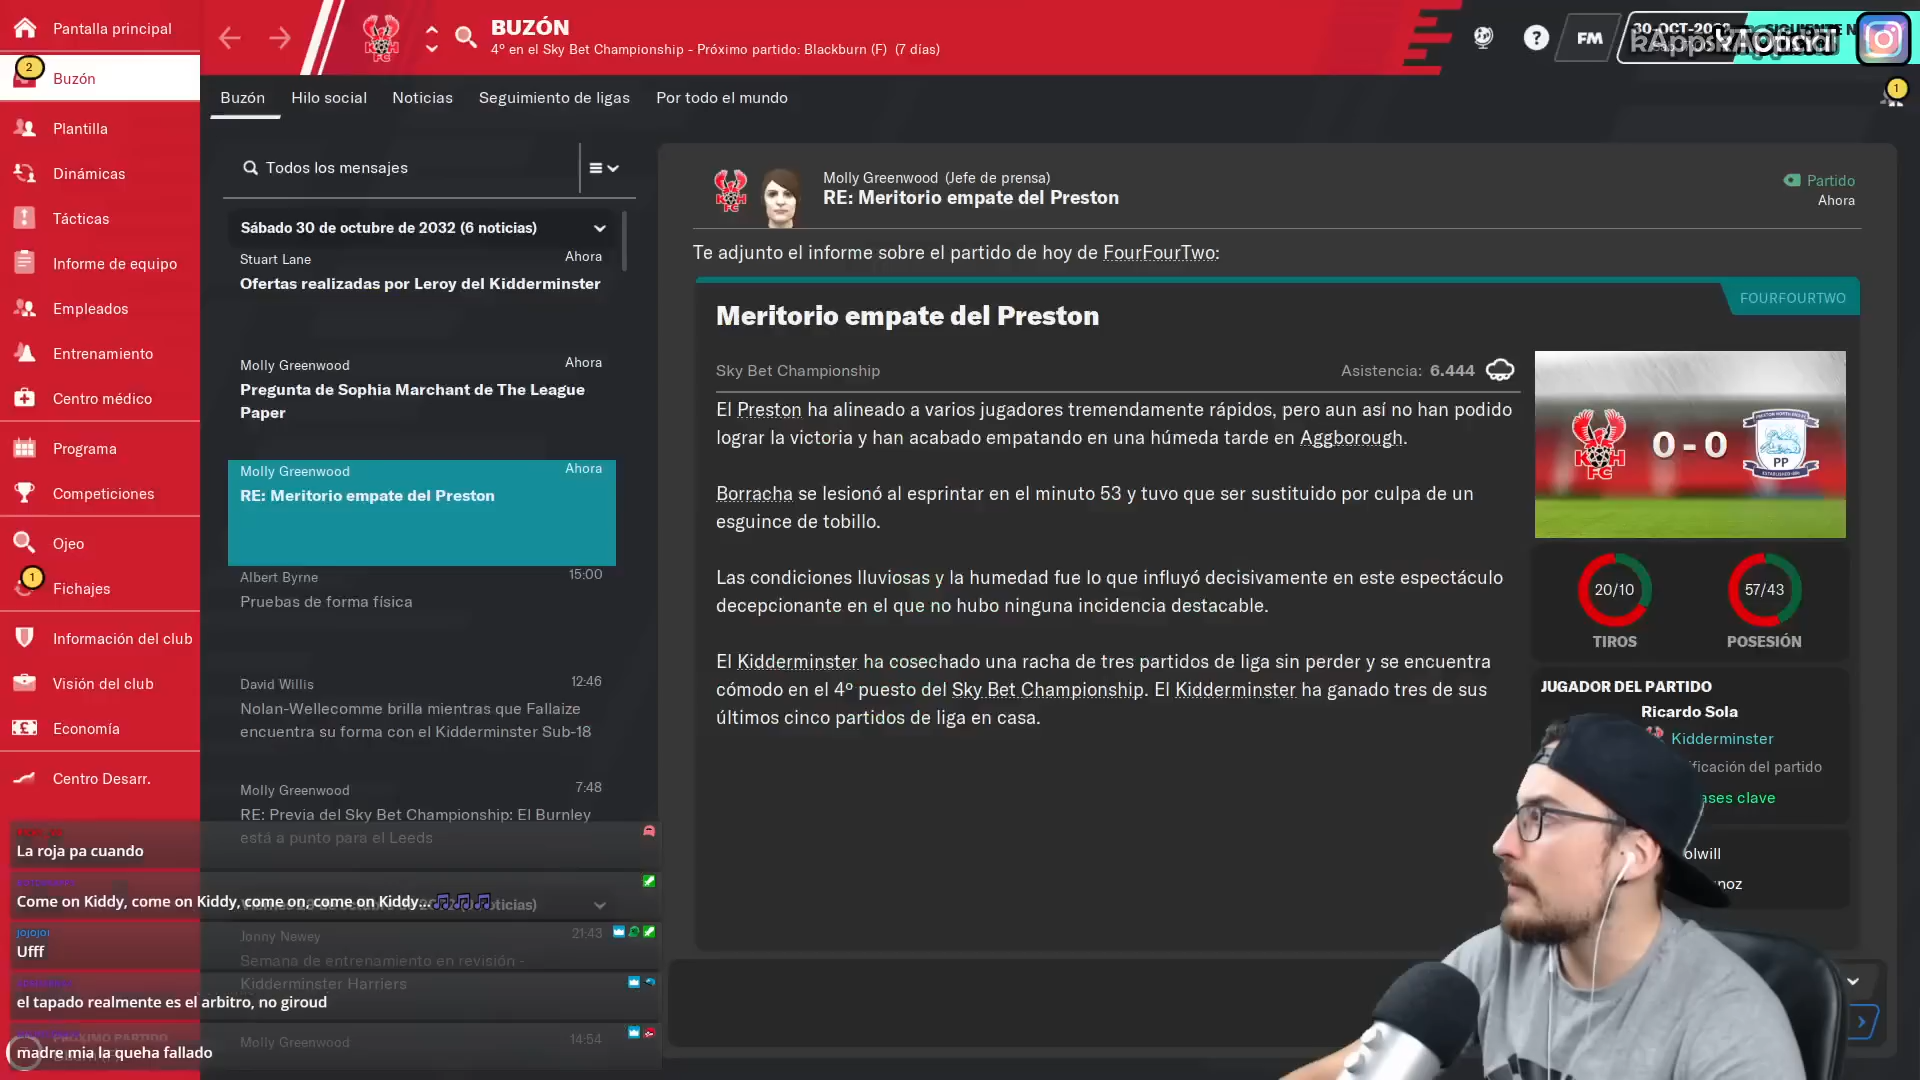 Pantalla principal
2
Buzón
Plantilla
Dinámicas
Tácticas
Informe de equipo
Empleados
Entrenamiento
Centro médico
Programa
Competiciones
Ojeo
1
Fichajes
Información del club
Visión del club
Economía
Centro Desarr.
BUZÓN
4º en el Sky Bet Championship - Próximo partido: Blackburn (F) (7 días)
FM
Buzón
Hilo social
Noticias
Seguimiento de ligas
Por todo el mundo
1
Todos los mensajes
Sábado 30 de octubre de 2032 (6 noticias)
Stuart Lane
Ahora
Ofertas realizadas por Leroy del Kidderminster
Molly Greenwood
Ahora
Pregunta de Sophia Marchant de The League
Paper
Molly Greenwood
Ahora
RE: Meritorio empate del Preston
Albert Byrne
15:00
Pruebas de forma física
David Willis
12:46
Nolan-Wellecomme brilla mientras que Fallaize
encuentra su forma con el Kidderminster Sub-18
Molly Greenwood
7:48
RE: Previa del Sky Bet Championship: El Burnley
está a punto para el Leeds
Jonny Newey
21:43
Semana de entrenamiento en revisión -
Kidderminster Harriers
Molly Greenwood
14:54
La roja pa cuando
Come on Kiddy, come on Kiddy, come on, come on Kiddy...
jojojoi
Ufff
el tapado realmente es el arbitro, no giroud
madre mia la queha fallado
Molly Greenwood (Jefe de prensa)
RE: Meritorio empate del Preston
Partido
Ahora
Te adjunto el informe sobre el partido de hoy de FourFourTwo:
FOURFOURTWO
Meritorio empate del Preston
Sky Bet Championship
Asistencia: 6.444
El Preston ha alineado a varios jugadores tremendamente rápidos, pero aun así no han podido
lograr la victoria y han acabado empatando en una húmeda tarde en Aggborough.
Borracha se lesionó al esprintar en el minuto 53 y tuvo que ser sustituido por culpa de un
esguince de tobillo.
Las condiciones lluviosas y la humedad fue lo que influyó decisivamente en este espectáculo
decepcionante en el que no hubo ninguna incidencia destacable.
El Kidderminster ha cosechado una racha de tres partidos de liga sin perder y se encuentra
cómodo en el 4º puesto del Sky Bet Championship. El Kidderminster ha ganado tres de sus
últimos cinco partidos de liga en casa.
0 - 0
PP
20/10
57/43
TIROS
POSESIÓN
JUGADOR DEL PARTIDO
Ricardo Sola
Kidderminster
ificación del partido
ases clave
olwill
noz